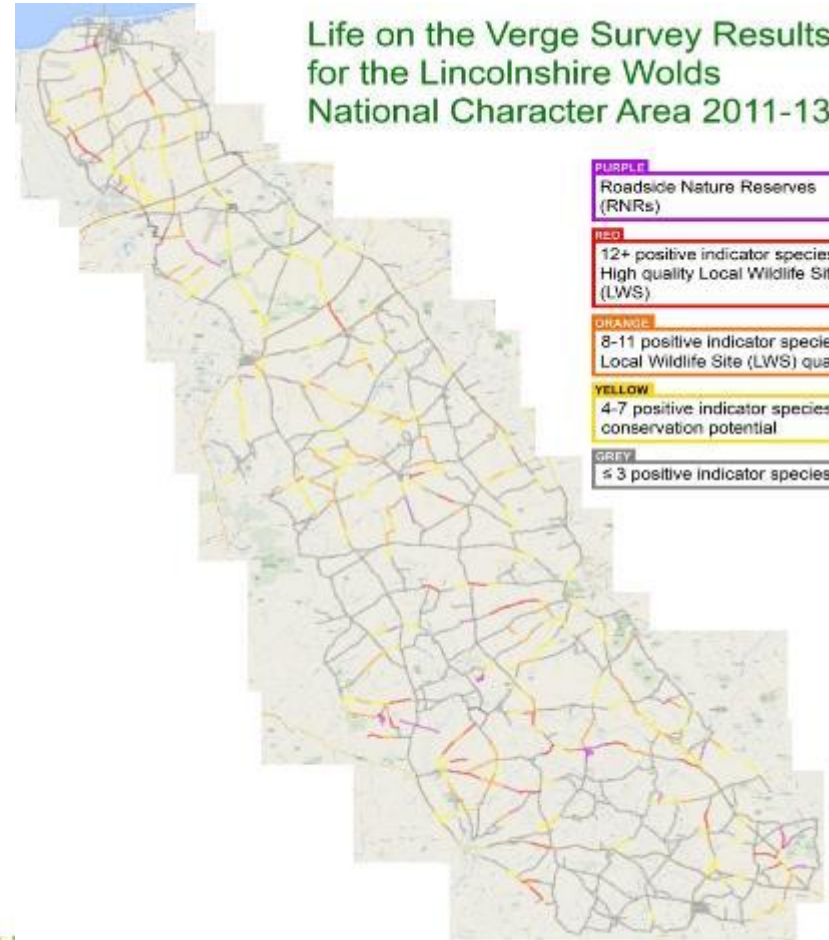 Life on the Verge Survey Results
for the Lincolnshire Wolds
National Character Area 2011-13
PURPLE
Roadside Nature Reserves
(RNRs)
RED
12+ positive indicator species
High quality Local Wildlife Sit
(LWS)
ORANGE
8-11 positive indicator specie
Local Wildlife Site (LWS) qua
YELLOW
4-7 positive indicator species
conservation potential
GREY
≤ 3 positive indicator species